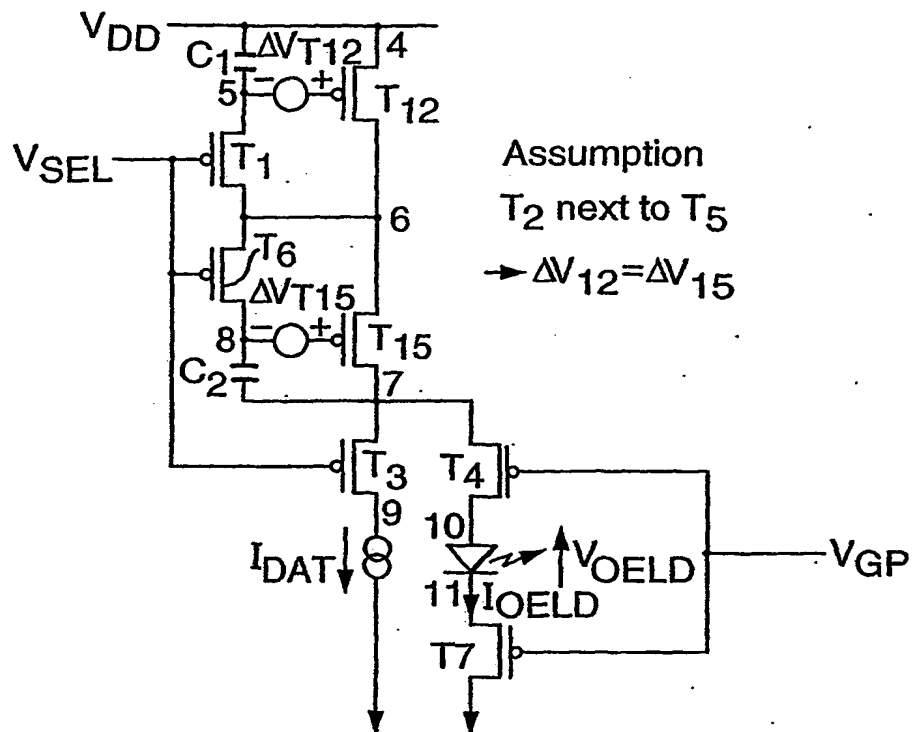 VDD
C1
ΔVT12
4
5
−
+
T12
VSEL
T1
Assumption
T2 next to T5
→ ΔV12=ΔV15
6
T6
ΔVT15
8
−
+
T15
C2
7
T3
T4
9
10
IDAT
VOELD
VGP
11
IOELD
T7